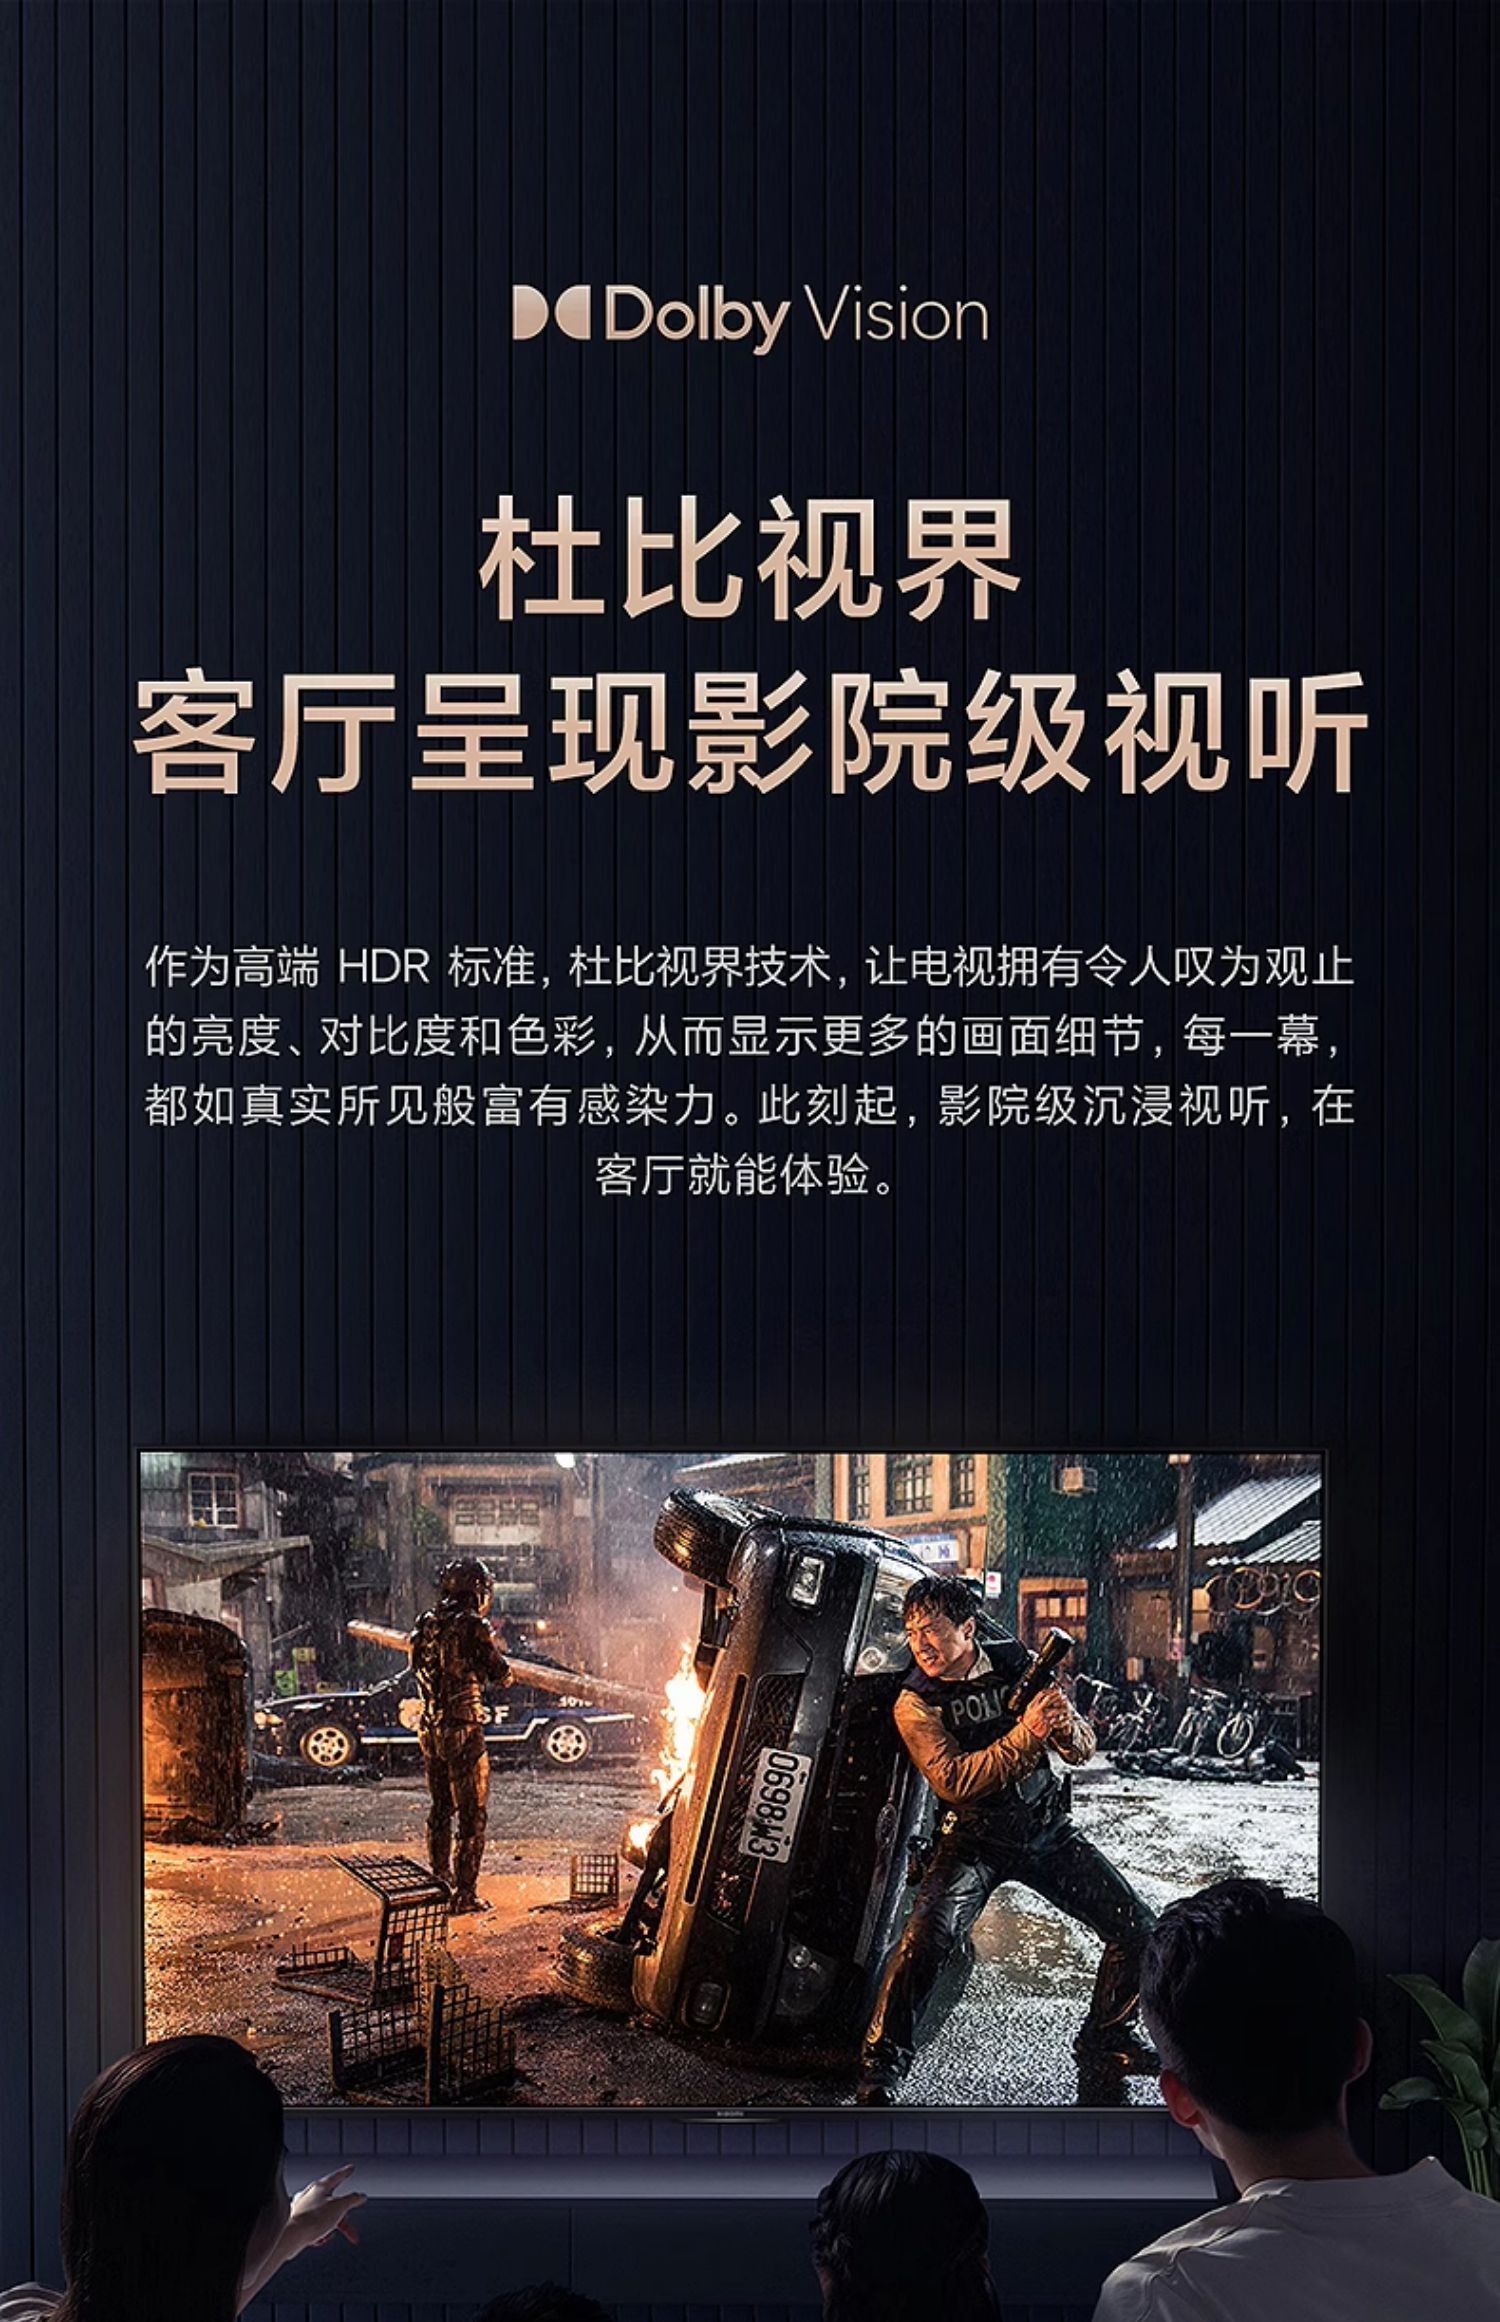 Dolby Vision
杜比视界
客厅呈现影院级视听
作为高端 HDR 标准，杜比视界技术，让电视拥有令人叹为观止
的亮度、对比度和色彩，从而显示更多的画面细节，每一幕，
都如真实所见般富有感染力。此刻起，影院级沉浸视听，在
客厅就能体验。
POLIC
0698·W3